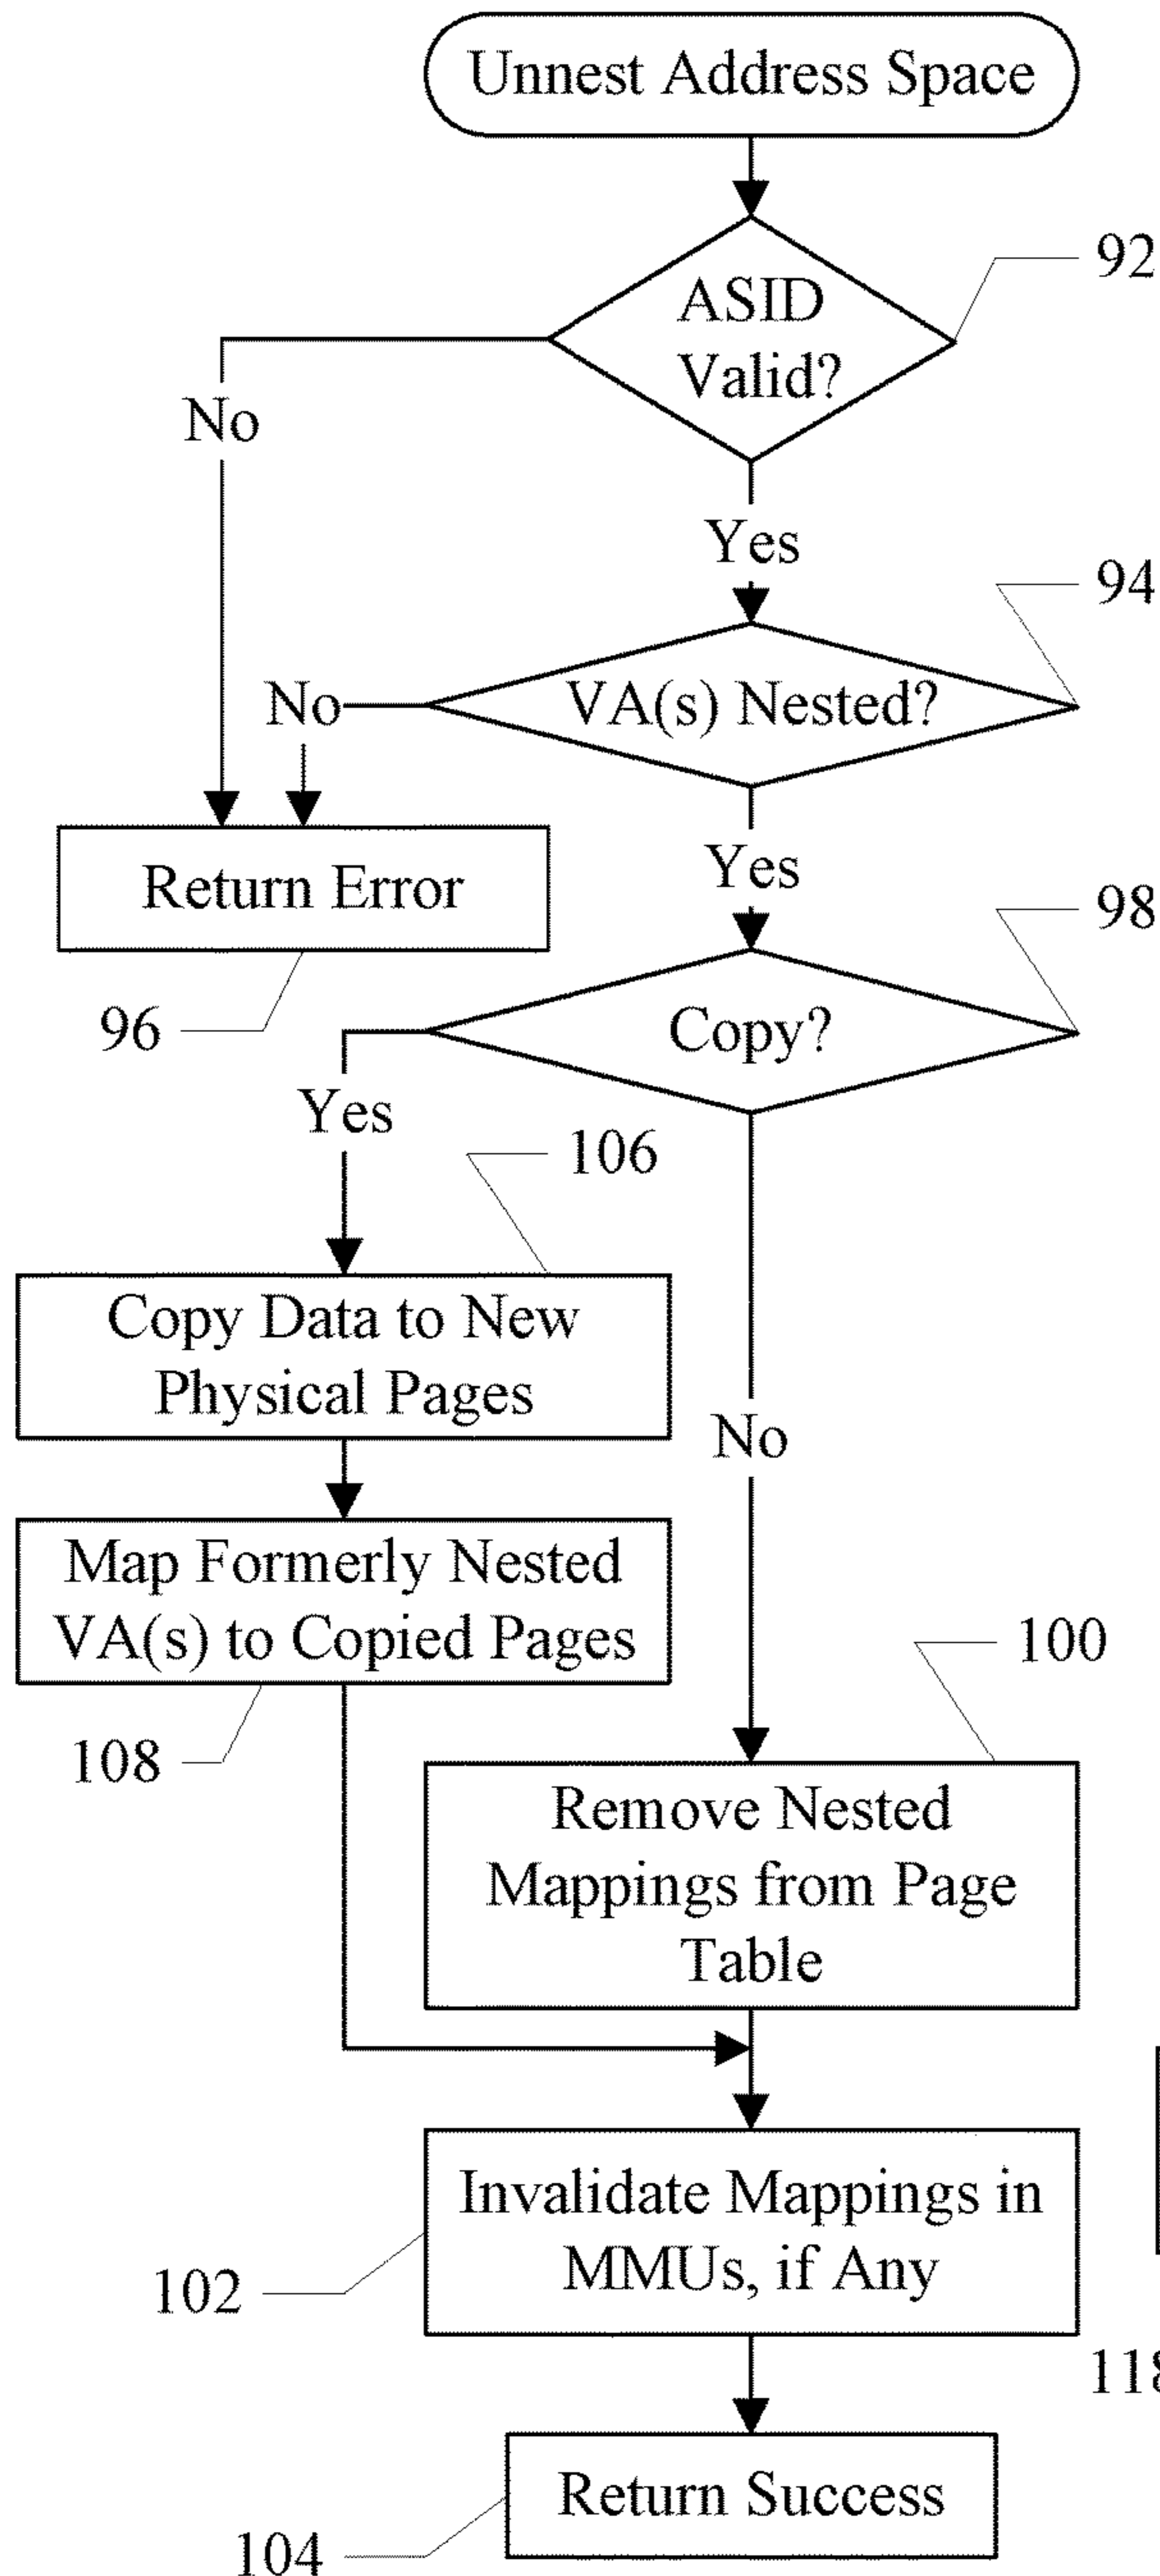 Unnest Address Space
92
ASID
Valid?
No
Yes
94
VA(s) Nested?
No
Return Error
Yes
98
96
Copy?
Yes
106
Copy Data to New
Physical Pages
No
Map Formerly Nested
VA(s) to Copied Pages
100
108
Remove Nested
Mappings from Page
Table
Invalidate Mappings in
MMUs, if Any
102
118
Return Success
104